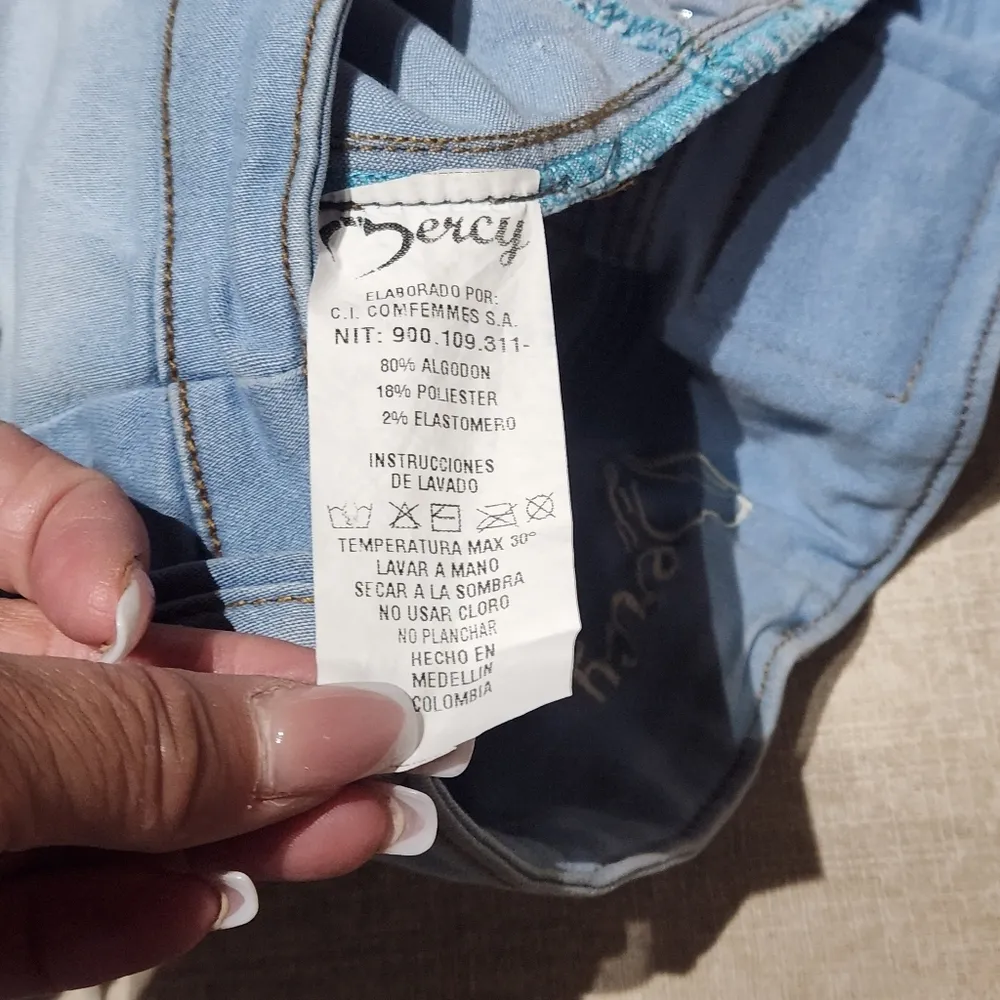 Mercy
ELABORADO POR:
C.I. COMFEMMES S.A.
NIT: 900.109.311-
80% ALGODON
18% POLIESTER
2% ELASTOMERO
INSTRUCCIONES
DE LAVADO
TEMPERATURA MAX 30°
LAVAR A MANO
SECAR A LA SOMBRA
NO USAR CLORO
NO PLANCHAR
HECHO EN
MEDELLIN
COLOMBIA
Mercy